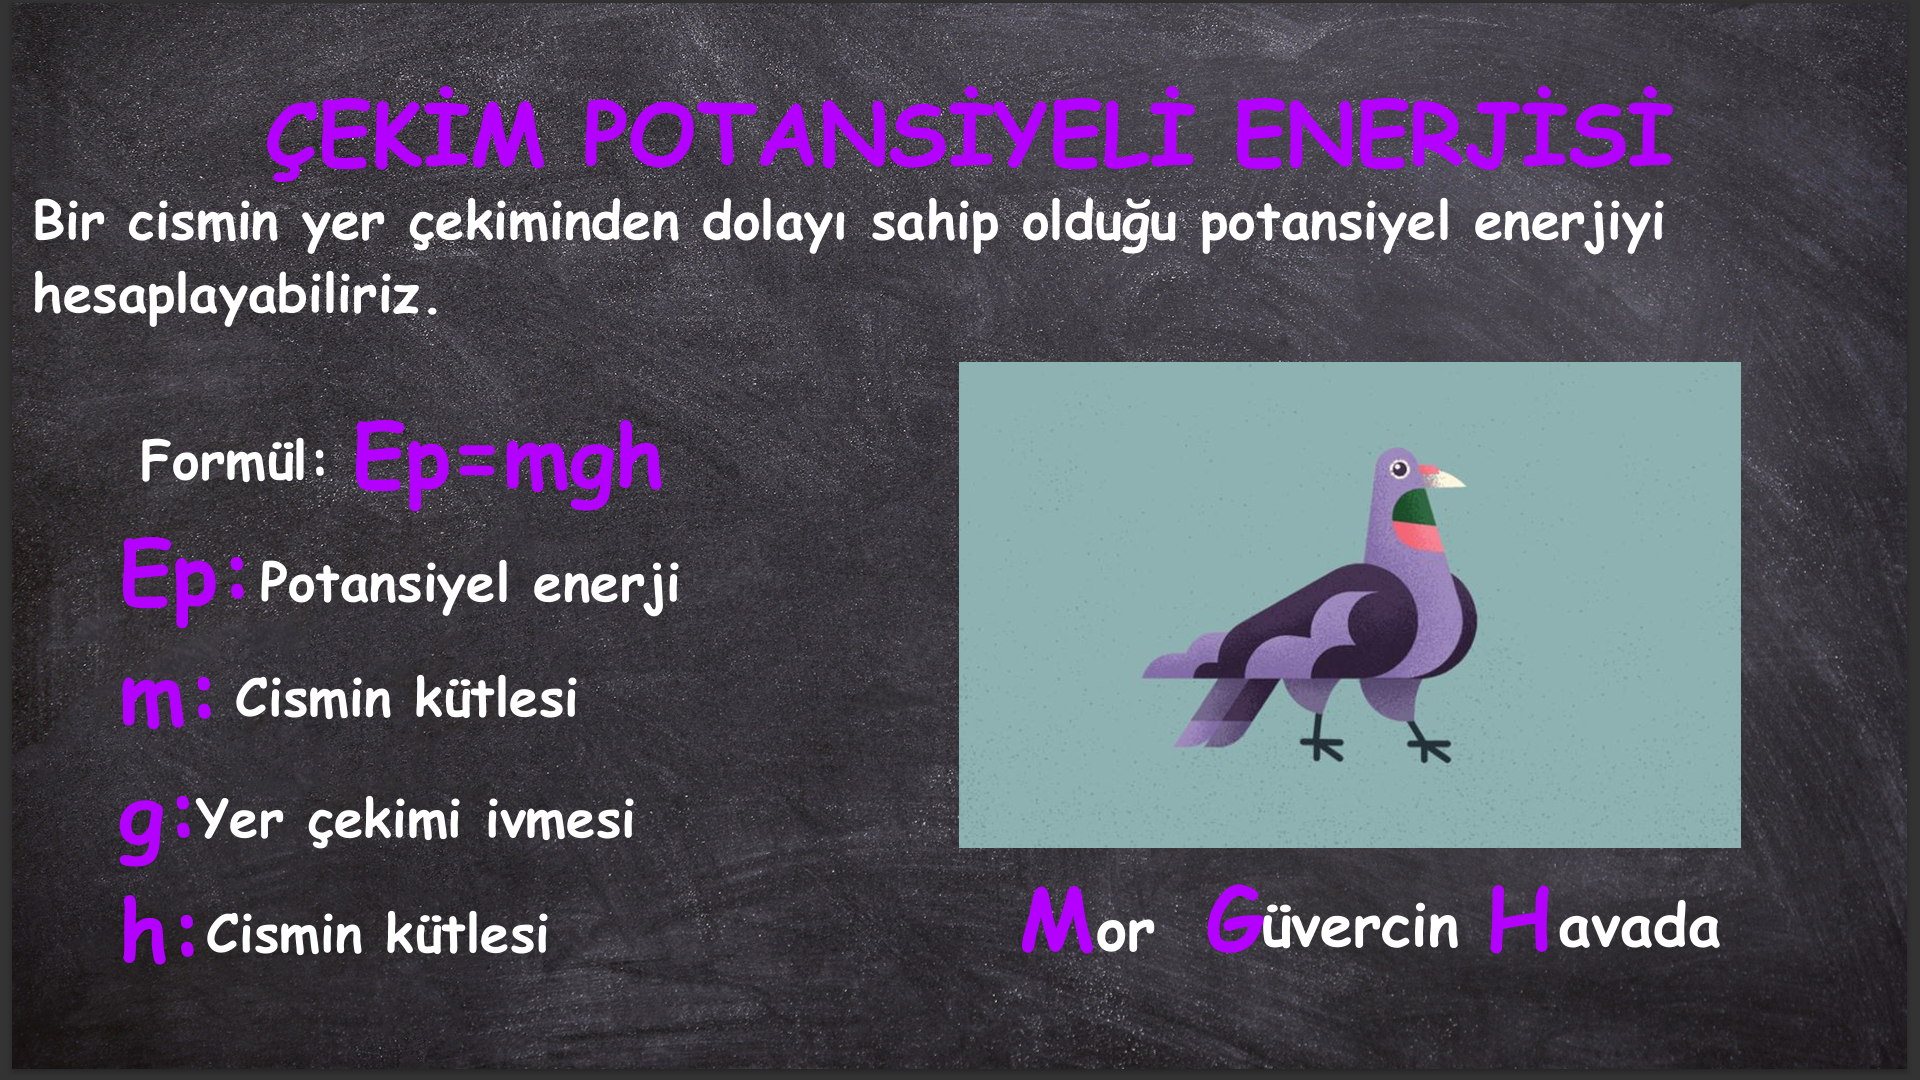 ÇEKİM POTANSİYELİ ENERJİSİ
Bir cismin yer çekiminden dolayı sahip olduğu potansiyel enerjiyi
hesaplayabiliriz.
Formül: Ep=mgh
Ep: Potansiyel enerji
m: Cismin kütlesi
g: Yer çekimi ivmesi
h: Cismin kütlesi
Mor Güvercin Havada